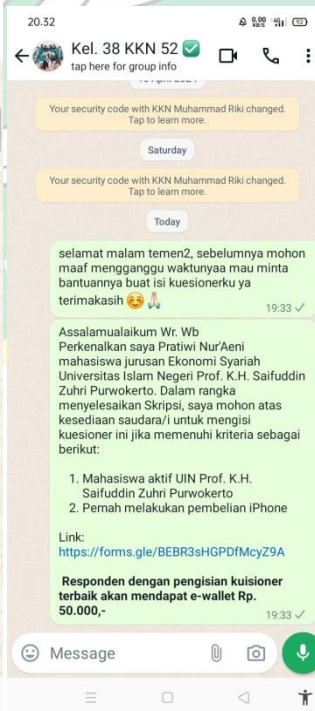 20.32
0.00 KB/S 4G 92
Kel. 38 KKN 52
tap here for group info
Your security code with KKN Muhammad Riki changed.
Tap to learn more.
Saturday
Your security code with KKN Muhammad Riki changed.
Tap to learn more.
Today
selamat malam temen2, sebelumnya mohon
maaf mengganggu waktunyaa mau minta
bantuannya buat isi kuesionerku ya
terimakasih 😊🙏
19:33
Assalamualaikum Wr. Wb
Perkenalkan saya Pratiwi Nur'Aeni
mahasiswa jurusan Ekonomi Syariah
Universitas Islam Negeri Prof. K.H. Saifuddin
Zuhri Purwokerto. Dalam rangka
menyelesaikan Skripsi, saya mohon atas
kesediaan saudara/i untuk mengisi
kuesioner ini jika memenuhi kriteria sebagai
berikut:
1. Mahasiswa aktif UIN Prof. K.H.
Saifuddin Zuhri Purwokerto
2. Pernah melakukan pembelian iPhone
Link:
https://forms.gle/BEBR3sHGPDfMcyZ9A
Responden dengan pengisian kuisioner
terbaik akan mendapat e-wallet Rp.
50.000,-
19:33
Message